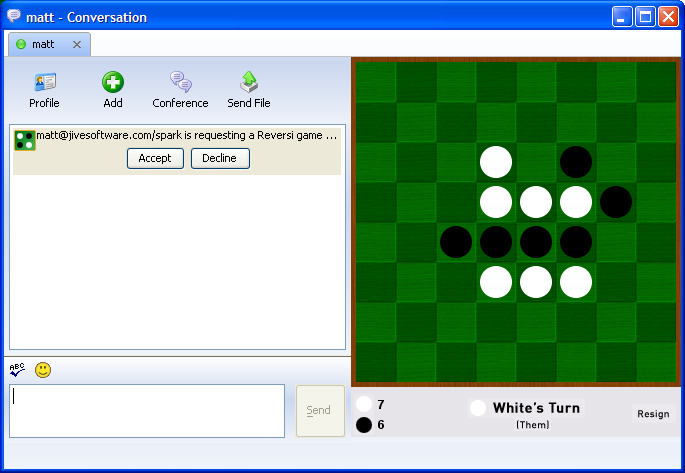 matt - Conversation
matt
Profile
Add
Conference
Send File
matt@jivesoftware.com/spark is requesting a Reversi game ...
Accept
Decline
ABC
Send
7
6
White's Turn
(Them)
Resign